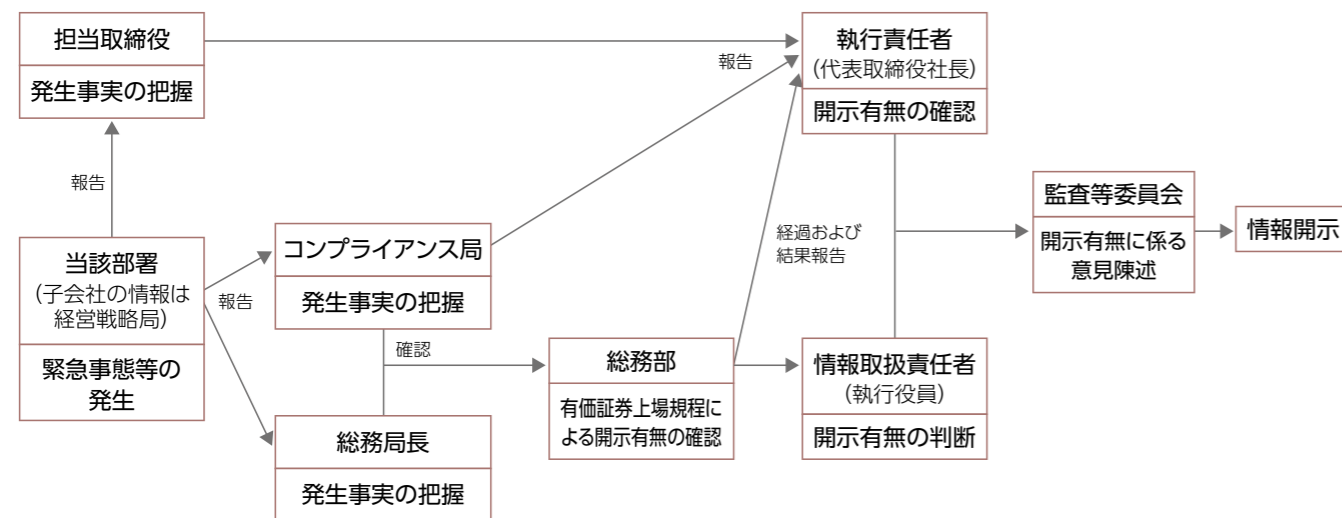 担当取締役
発生事実の把握
報告
当該部署
(子会社の情報は
経営戦略局)
緊急事態等の
発生
報告
コンプライアンス局
発生事実の把握
確認
総務局長
発生事実の把握
総務部
有価証券上場規程に
よる開示有無の確認
報告
経過および
結果報告
執行責任者
(代表取締役社長)
開示有無の確認
情報取扱責任者
(執行役員)
開示有無の判断
監査等委員会
開示有無に係る
意見陳述
情報開示